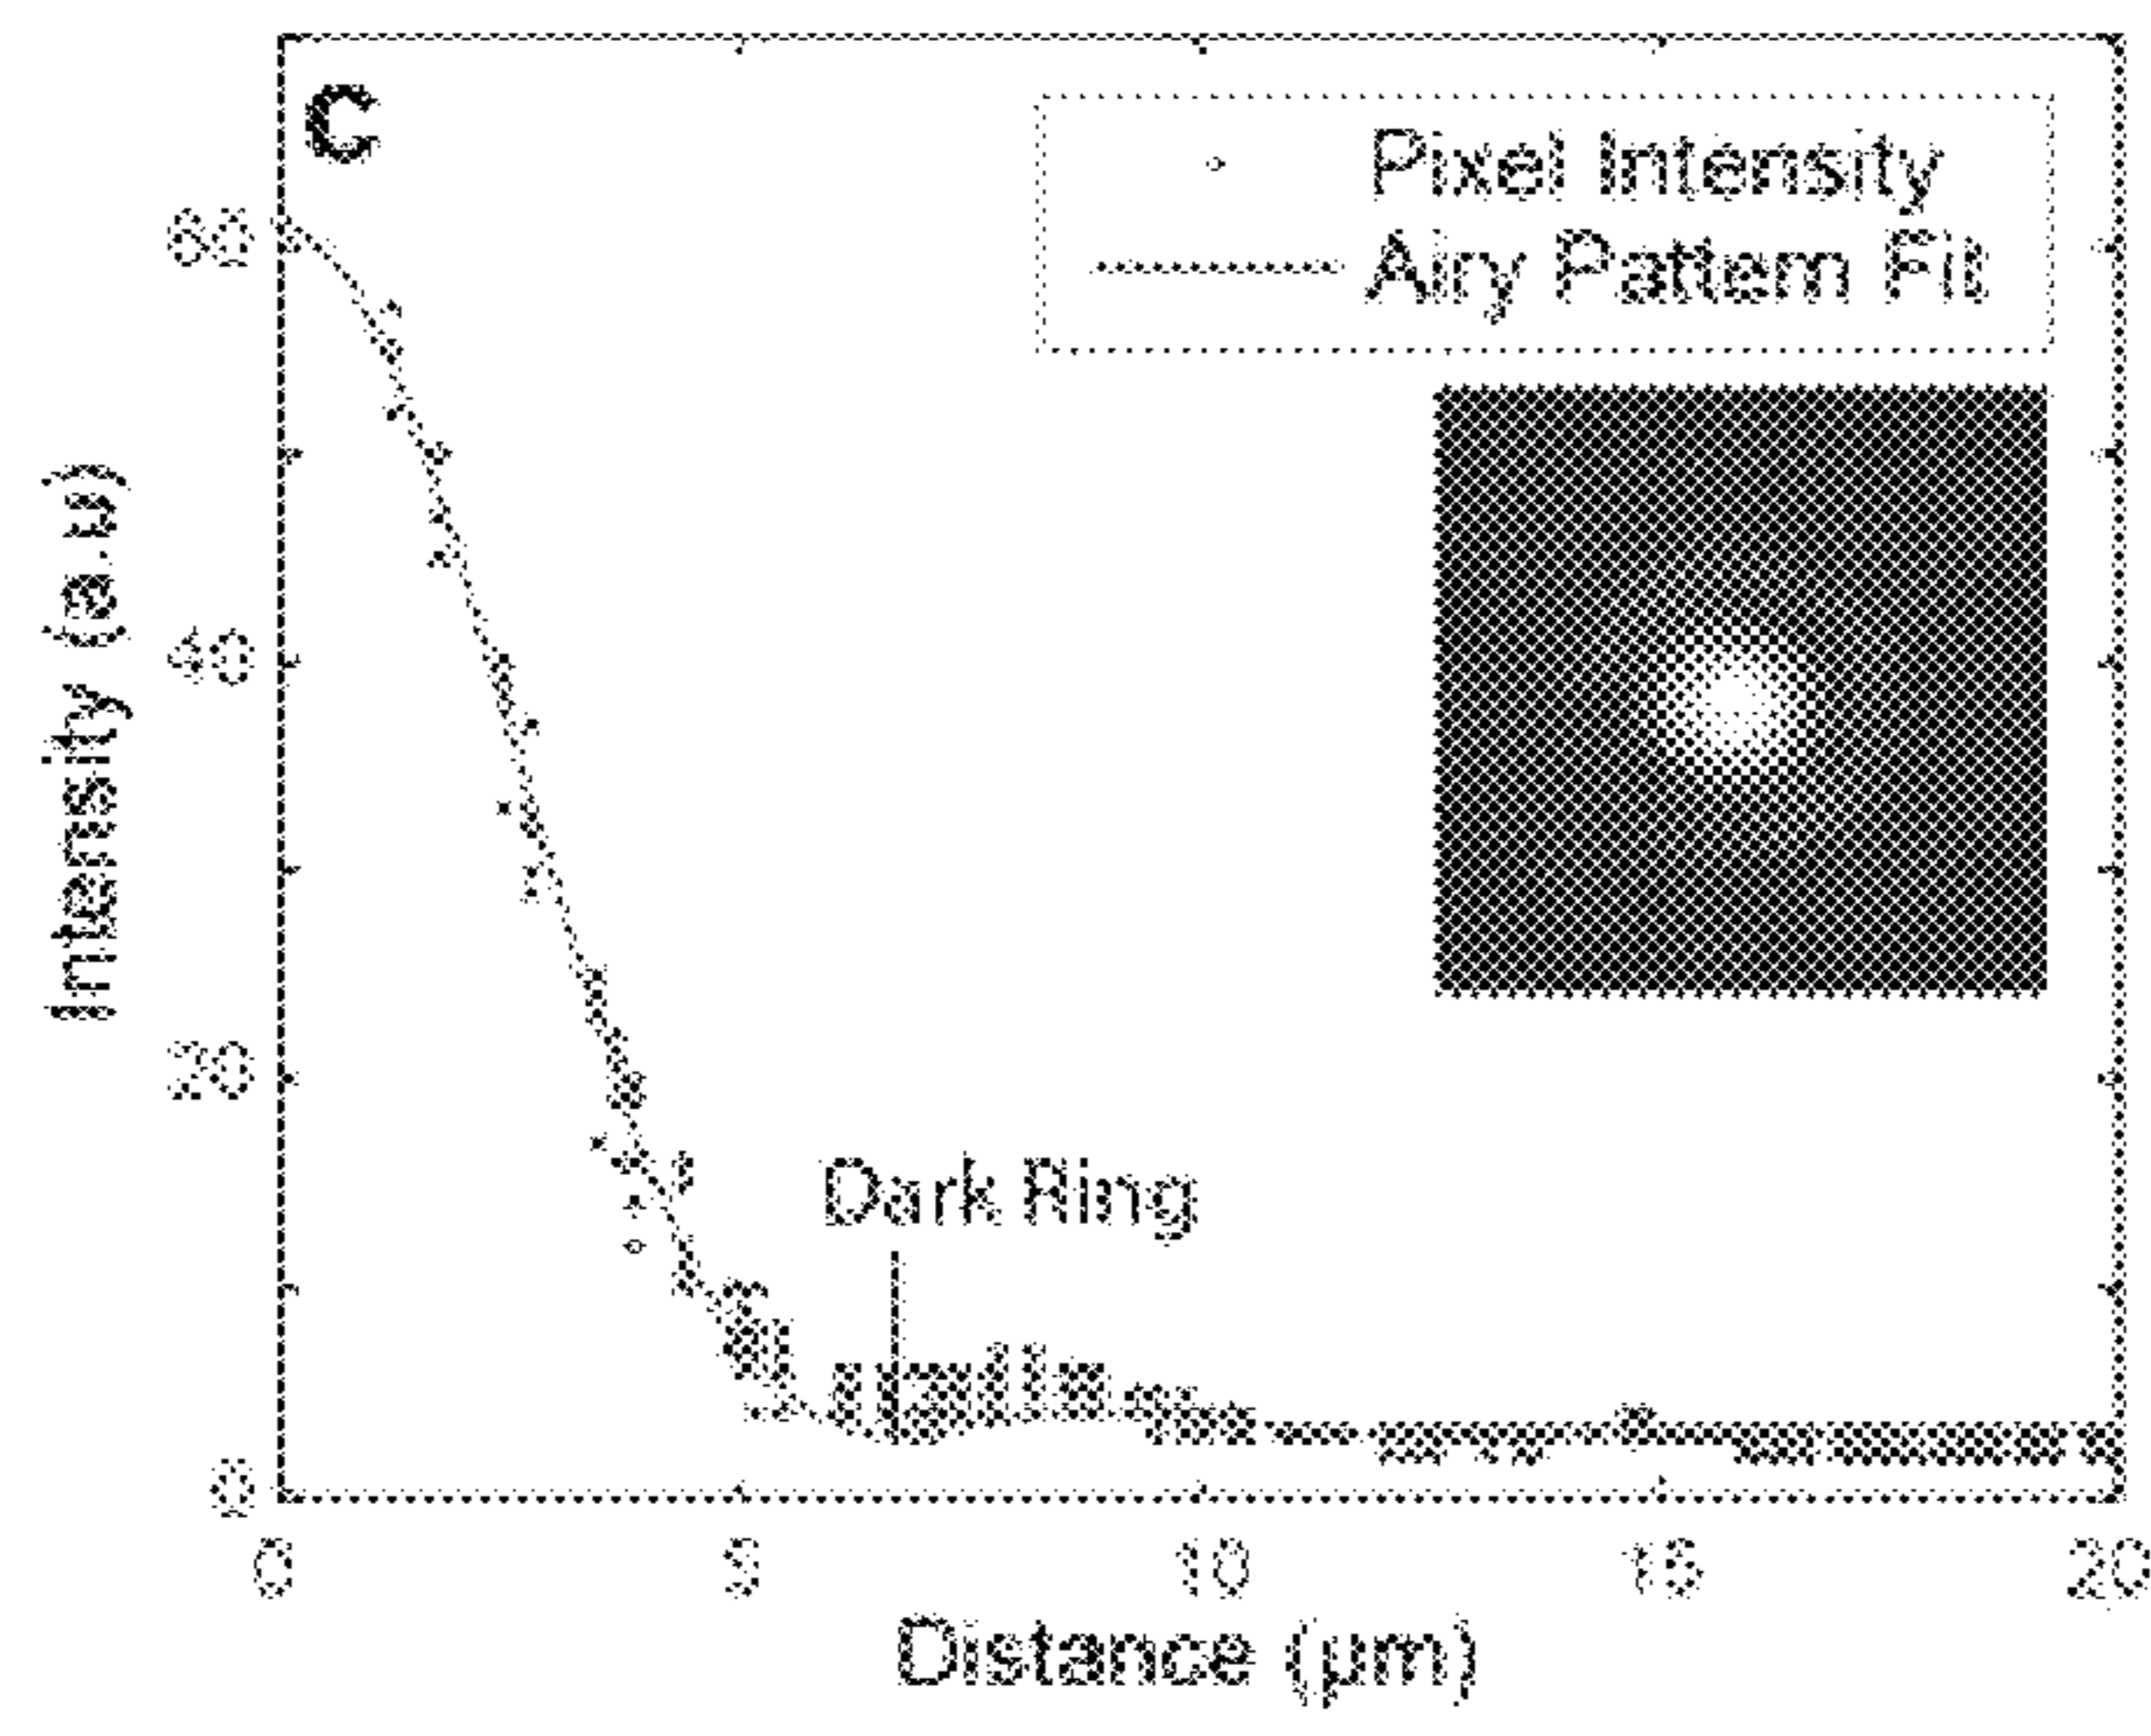 C
Pixel Intensity
Airy Pattern Fit
60
40
20
0
Intensity (a.u)
Dark Ring
0 5 10 15 20
Distance (µm)